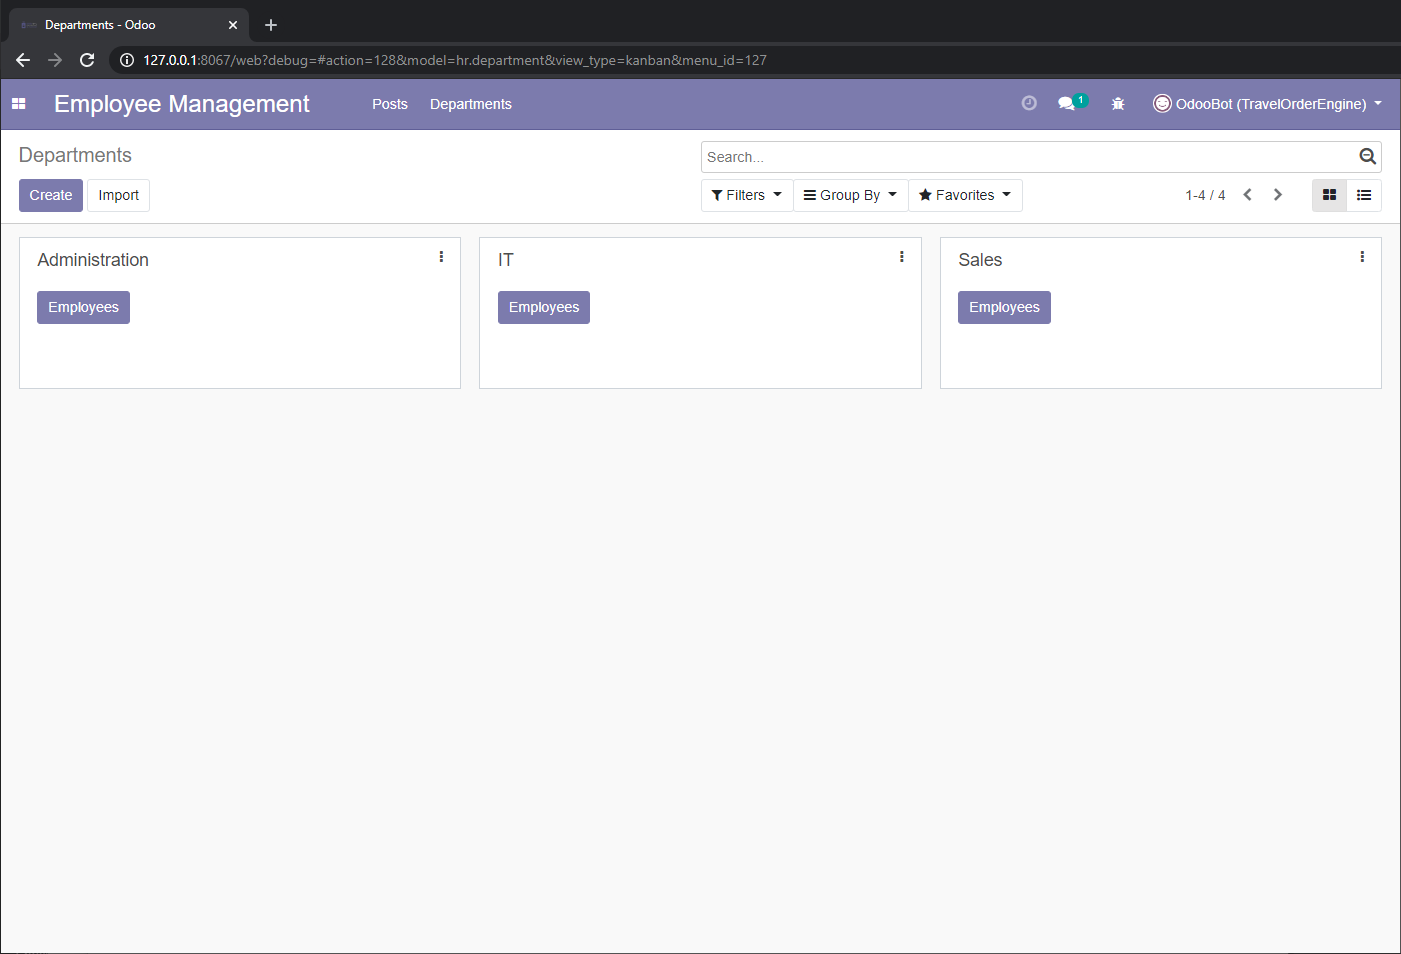 Departments - Odoo
127.0.0.1:8067/web?debug=#action=128&model=hr.department&view_type=kanban&menu_id=127
Employee Management Posts Departments 1 OdooBot (TravelOrderEngine)
Departments Search...
Create Import Filters Group By Favorites 1-4 / 4
Administration IT Sales
Employees Employees Employees